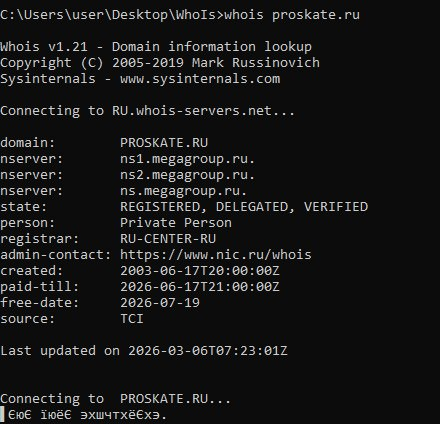 C:\Users\user\Desktop\WhoIs>whois proskate.ru
Whois v1.21 - Domain information lookup
Copyright (C) 2005-2019 Mark Russinovich
Sysinternals - www.sysinternals.com
Connecting to RU.whois-servers.net...
domain: PROSKATE.RU
nserver: ns1.megagroup.ru.
nserver: ns2.megagroup.ru.
nserver: ns.megagroup.ru.
state: REGISTERED, DELEGATED, VERIFIED
person: Private Person
registrar: RU-CENTER-RU
admin-contact: https://www.nic.ru/whois
created: 2003-06-17T20:00:00Z
paid-till: 2026-06-17T21:00:00Z
free-date: 2026-07-19
source: TCI
Last updated on 2026-03-06T07:23:01Z
Connecting to PROSKATE.RU...
▌ЄюЄ їюёЄ эхшчтхёЄхэ.